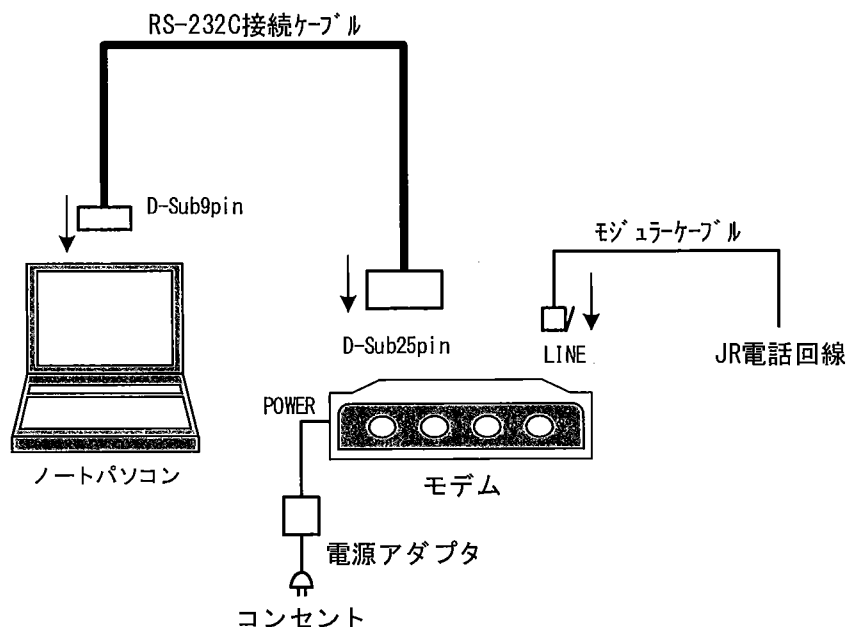 RS-232C接続ｹｰﾌﾞﾙ
D-Sub9pin
ﾓｼﾞｭﾗｰｹｰﾌﾞﾙ
D-Sub25pin
LINE
JR電話回線
POWER
ノートパソコン
モデム
電源アダプタ
コンセント